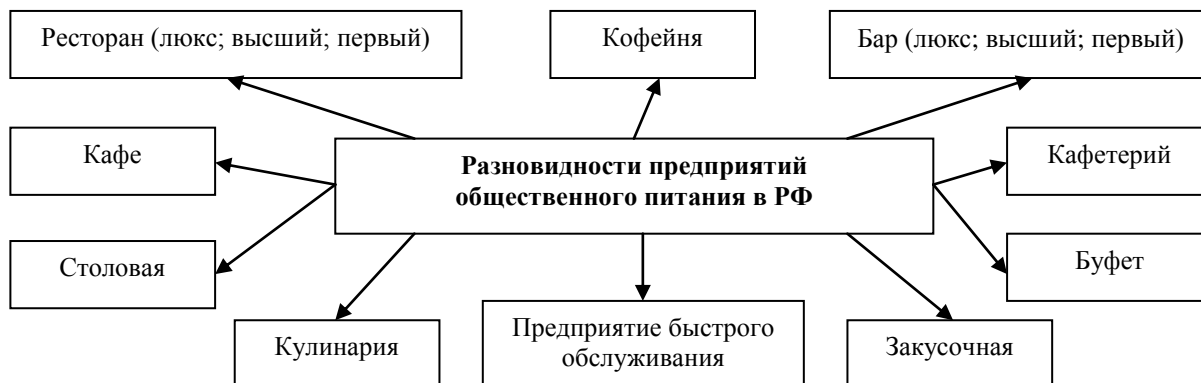 Ресторан (люкс; высший; первый)
Кофейня
Бар (люкс; высший; первый)
Кафе
Разновидности предприятий
общественного питания в РФ
Кафетерий
Столовая
Буфет
Кулинария
Предприятие быстрого
обслуживания
Закусочная